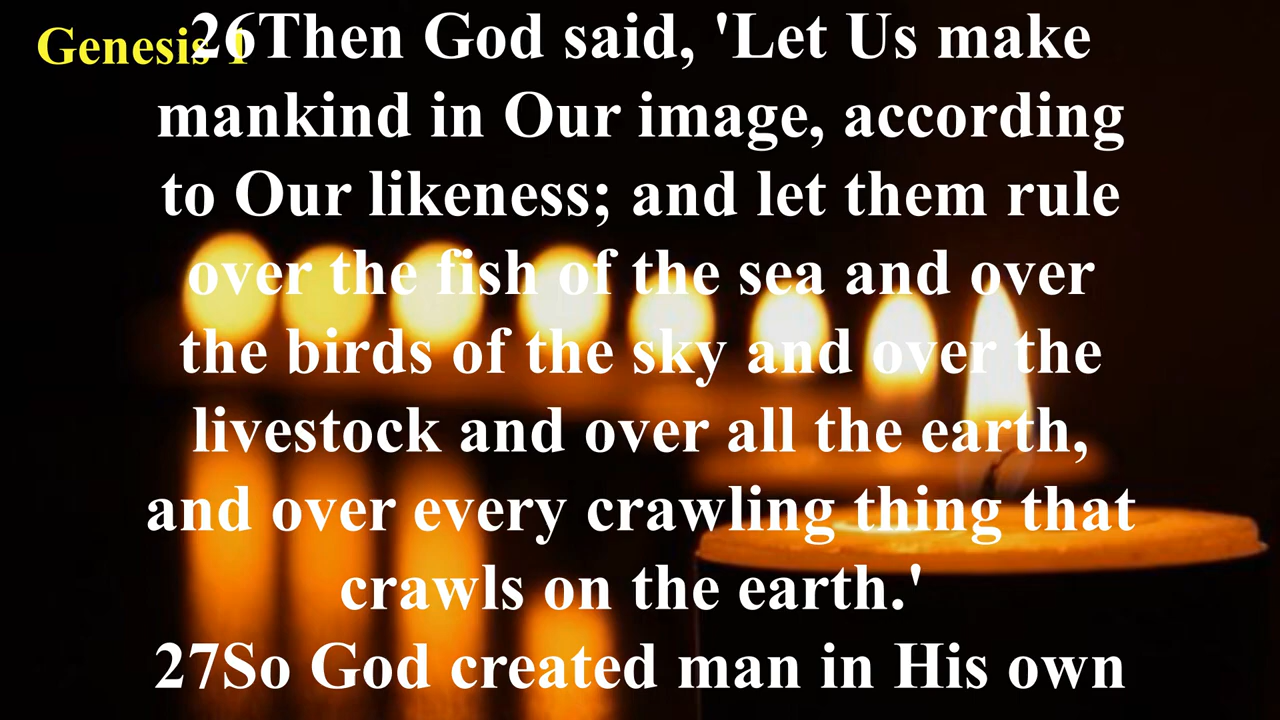 Genesis 1
26Then God said, 'Let Us make
mankind in Our image, according
to Our likeness; and let them rule
over the fish of the sea and over
the birds of the sky and over the
livestock and over all the earth,
and over every crawling thing that
crawls on the earth.'
27So God created man in His own